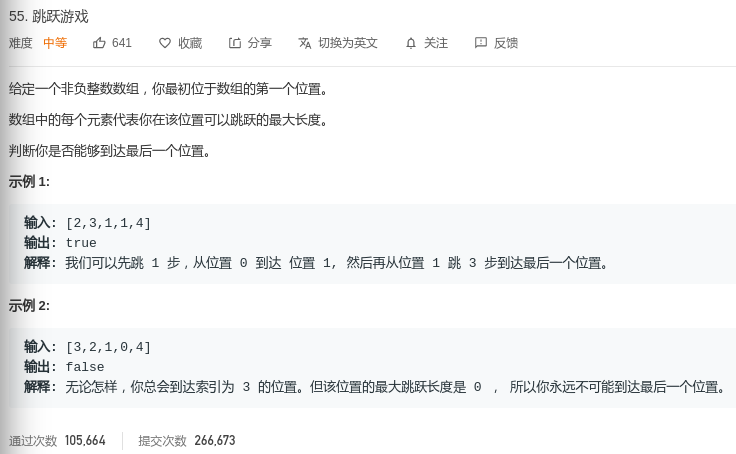 55. 跳跃游戏
难度 中等 641 收藏 分享 切换为英文 关注 反馈
给定一个非负整数数组，你最初位于数组的第一个位置。
数组中的每个元素代表你在该位置可以跳跃的最大长度。
判断你是否能够到达最后一个位置。
示例 1:
输入: [2,3,1,1,4]
输出: true
解释: 我们可以先跳 1 步，从位置 0 到达 位置 1, 然后再从位置 1 跳 3 步到达最后一个位置。
示例 2:
输入: [3,2,1,0,4]
输出: false
解释: 无论怎样，你总会到达索引为 3 的位置。但该位置的最大跳跃长度是 0 ， 所以你永远不可能到达最后一个位置。
通过次数 105,664 提交次数 266,673